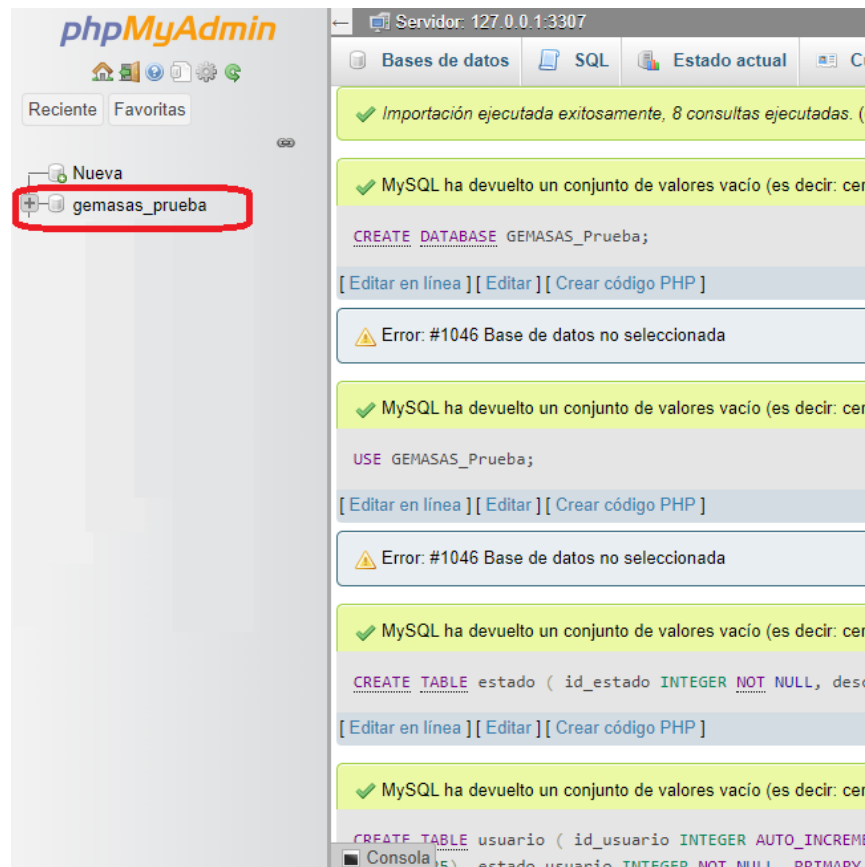 phpMyAdmin
Reciente Favoritas
Nueva
gemasas_prueba
Servidor: 127.0.0.1:3307
Bases de datos SQL Estado actual
Importación ejecutada exitosamente, 8 consultas ejecutadas. (
MySQL ha devuelto un conjunto de valores vacío (es decir:
CREATE DATABASE GEMASAS_Prueba;
[ Editar en línea ] [ Editar ] [ Crear código PHP ]
Error: #1046 Base de datos no seleccionada
MySQL ha devuelto un conjunto de valores vacío (es decir:
USE GEMASAS_Prueba;
[ Editar en línea ] [ Editar ] [ Crear código PHP ]
Error: #1046 Base de datos no seleccionada
MySQL ha devuelto un conjunto de valores vacío (es decir:
CREATE TABLE estado ( id_estado INTEGER NOT NULL,
[ Editar en línea ] [ Editar ] [ Crear código PHP ]
MySQL ha devuelto un conjunto de valores vacío (es decir:
CREATE TABLE usuario ( id_usuario INTEGER
Consola estado_usuario INTEGER NOT NULL, PRIMARY